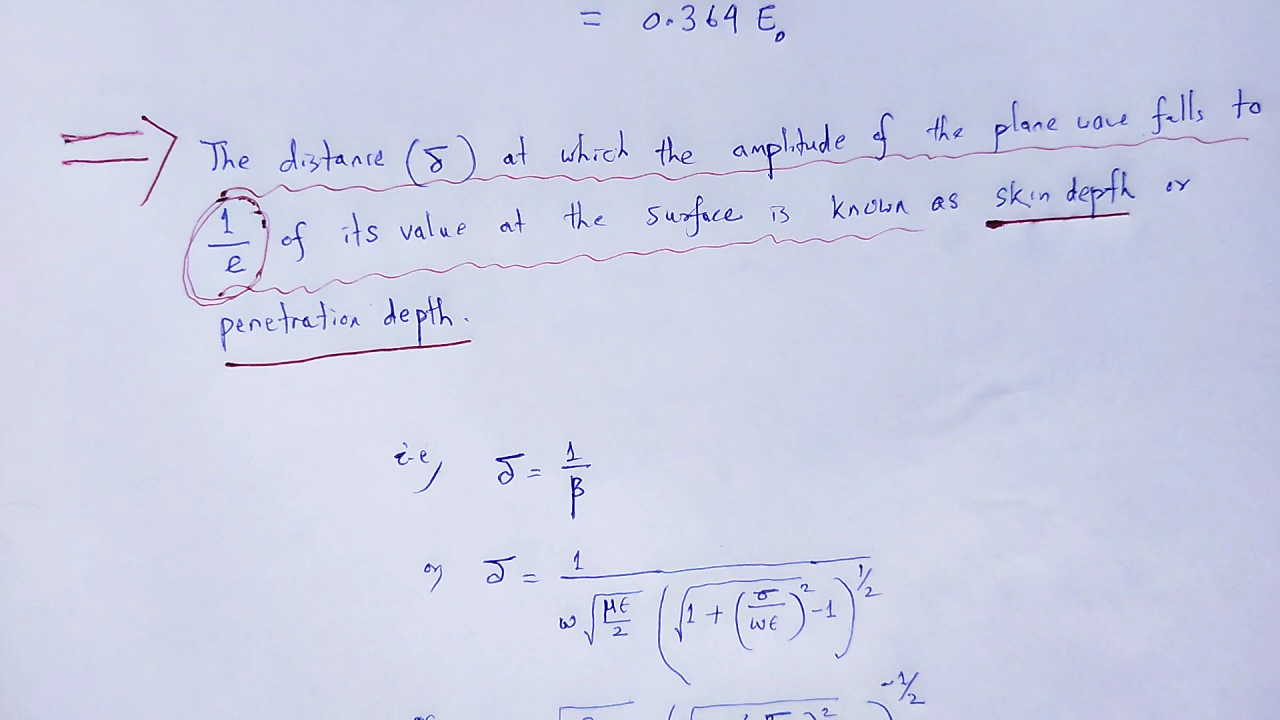 = 0.364 E₀
The distance (δ) at which the amplitude of the plane wave falls to
1/e of its value at the surface is known as skin depth or
penetration depth.
i.e, δ = 1/β
or δ = 1 / (ω √(με/2) (√(1 + (σ/ωε)²) - 1)^1/2)